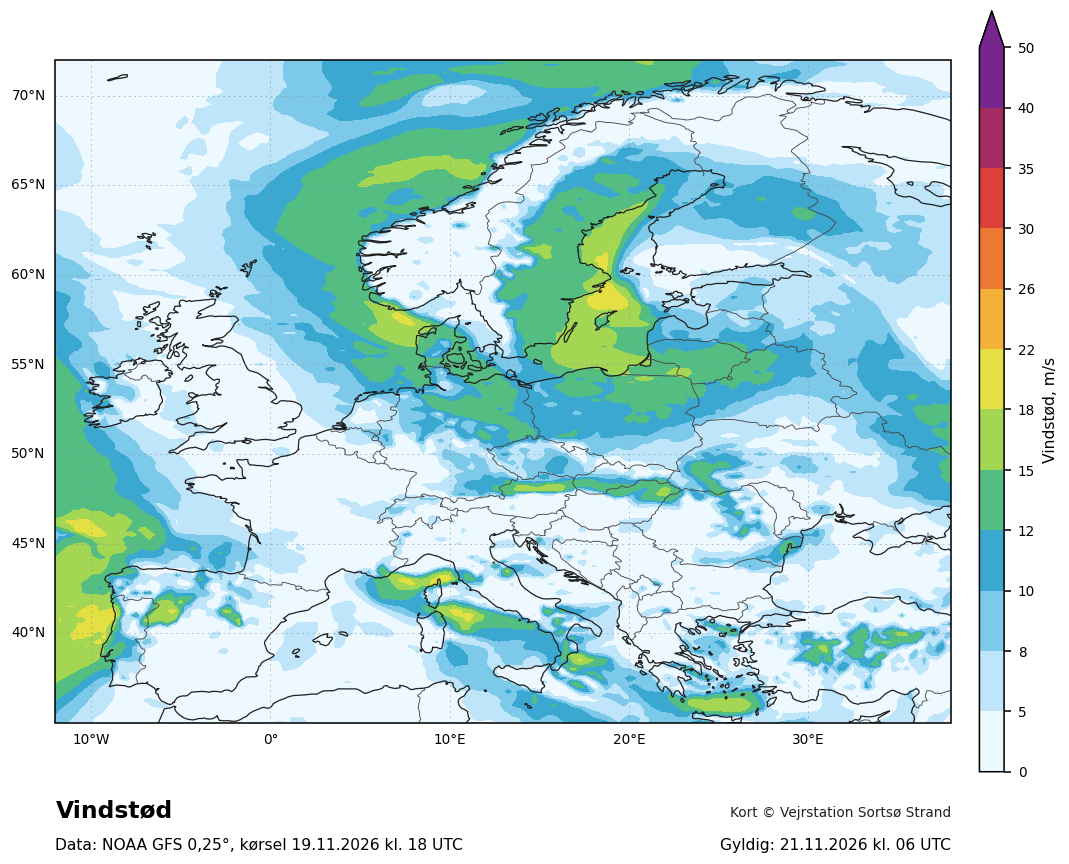 70°N
65°N
60°N
55°N
50°N
45°N
40°N
10°W
0°
10°E
20°E
30°E
50
40
35
30
26
22
18
15
12
10
8
5
0
Vindstød, m/s
Vindstød
Kort © Vejrstation Sortsø Strand
Data: NOAA GFS 0,25°, kørsel 19.11.2026 kl. 18 UTC
Gyldig: 21.11.2026 kl. 06 UTC